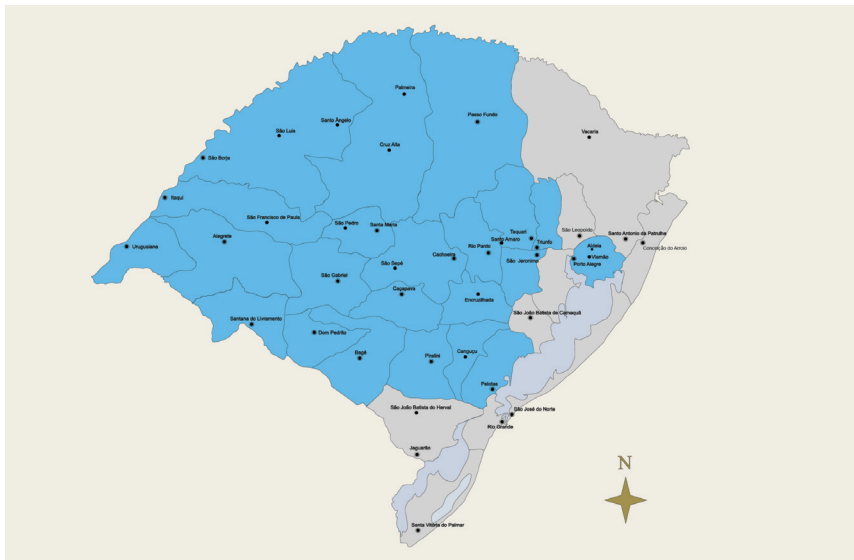 Palmeira
Passo Fundo
Santo Ângelo
São Luis
Vacaria
Cruz Alta
São Borja
Itaqui
São Francisco de Paula
São Pedro
Santa Maria
Alegrete
Uruguaiana
Taquari
Santo Amaro
Triunfo
Rio Pardo
São Jeronimo
São Leopoldo
Santo Antonio da Patrulha
Conceição do Arroio
Aldeia
Viamão
Porto Alegre
Cachoeira
São Sepé
São Gabriel
Caçapava
Encruzilhada
São João Batista de Camaquã
Santana do Livramento
Dom Pedrito
Bagé
Piratini
Canguçu
Pelotas
São João Batista do Herval
São José do Norte
Rio Grande
Jaguarão
Santa Vitória do Palmar
N